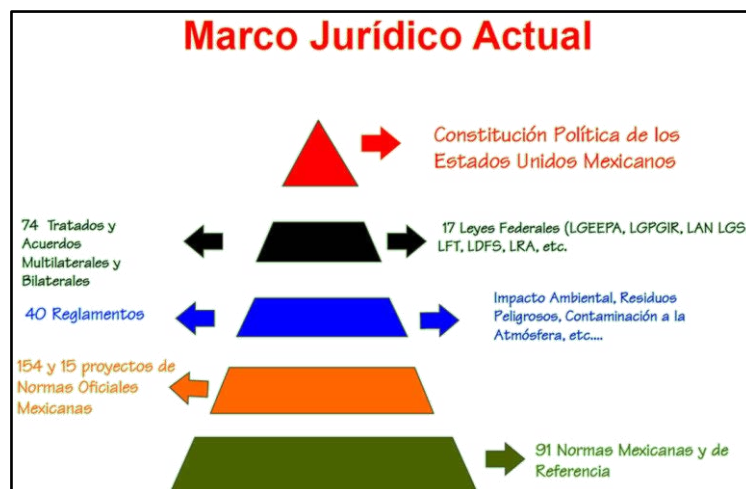 Marco Jurídico Actual
Constitución Política de los
Estados Unidos Mexicanos
74 Tratados y
Acuerdos
Multilaterales y
Bilaterales
17 Leyes Federales (LGEEPA, LGPGIR, LAN LGS
LFT, LDFS, LRA, etc.
40 Reglamentos
Impacto Ambiental, Residuos
Peligrosos, Contaminación a la
Atmósfera, etc....
154 y 15 proyectos de
Normas Oficiales
Mexicanas
91 Normas Mexicanas y de
Referencia